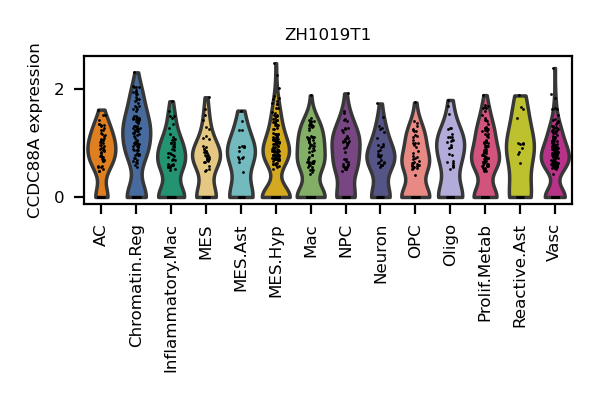 ZH1019T1
CCDC88A expression
2
0
AC
Chromatin.Reg
Inflammatory.Mac
MES
MES.Ast
MES.Hyp
Mac
NPC
Neuron
OPC
Oligo
Prolif.Metab
Reactive.Ast
Vasc